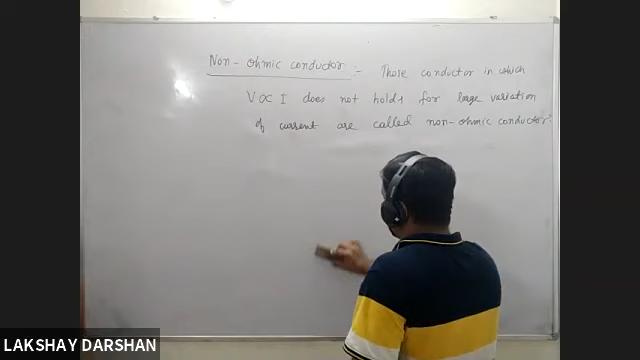 Non-ohmic conductor :- Those conductor in which
V ∝ I does not holds for large variation
of current are called non-ohmic conductor.
LAKSHAY DARSHAN